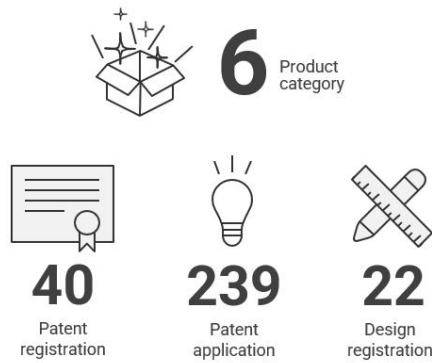 6
Product
category
40
239
22
Patent
registration
Patent
application
Design
registration